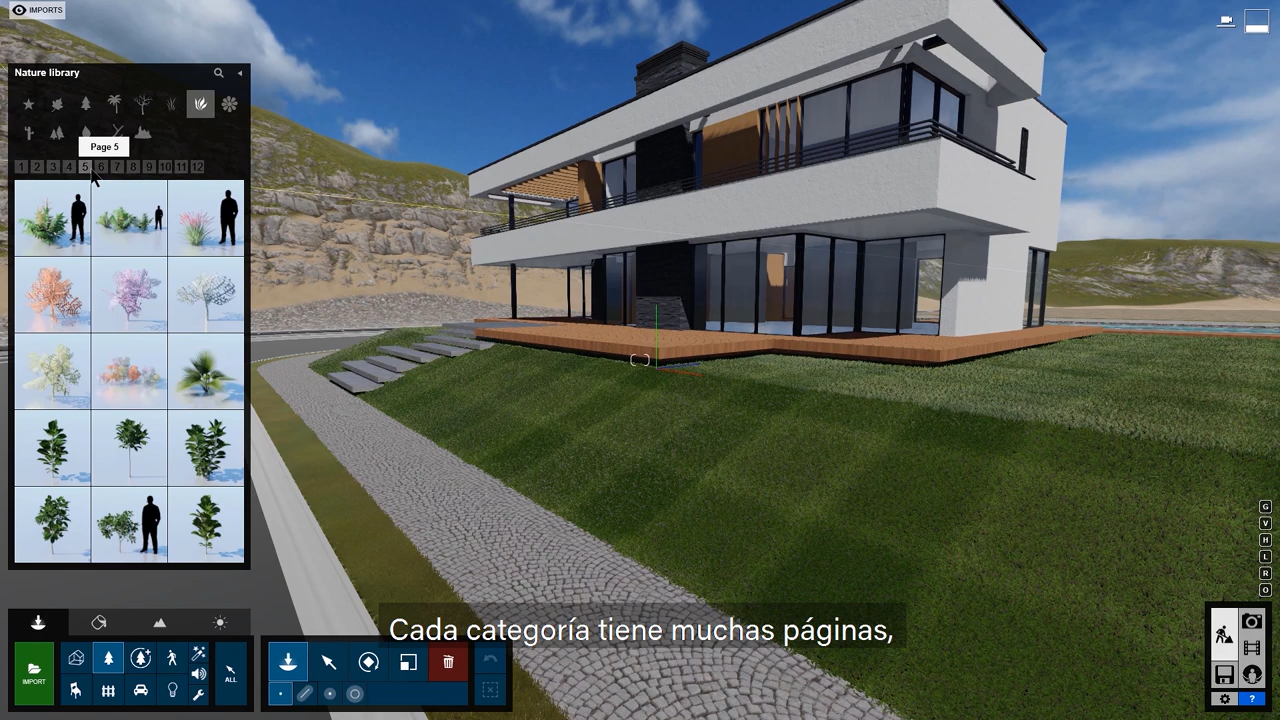 IMPORTS
Nature library
Page 5
1 2 3 4 5 6 7 8 9 10 11 12
G
V
H
L
R
O
Cada categoría tiene muchas páginas,
IMPORT
ALL
?